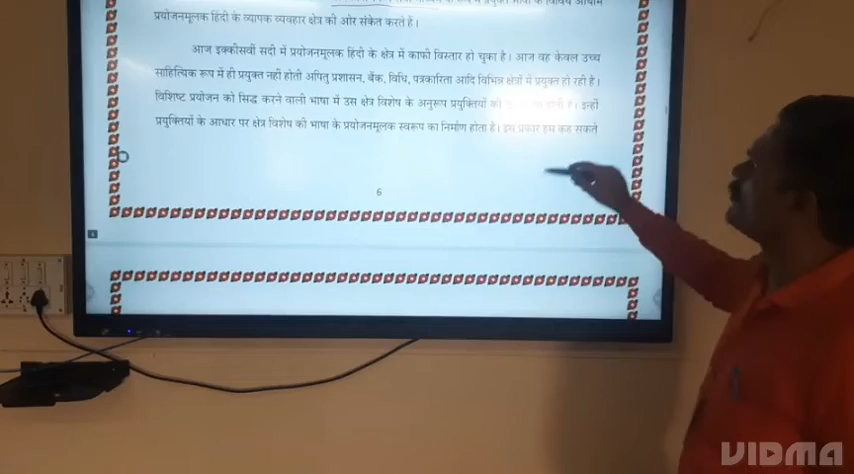 प्रयोजनमूलक हिंदी के व्यापक व्यवहार क्षेत्र की ओर संकेत करते हैं।
आज इक्कीसवीं सदी में प्रयोजनमूलक हिंदी के क्षेत्र में काफी विस्तार हो चुका है। आज वह केवल उच्च
साहित्यिक रूप में ही प्रयुक्त नहीं होती अपितु प्रशासन, बैंक, विधि, पत्रकारिता आदि विभिन्न क्षेत्रों में प्रयुक्त हो रही है।
विशिष्ट प्रयोजन को सिद्ध करने वाली भाषा में उस क्षेत्र विशेष के अनुरूप प्रयुक्तियों की होती है। इन्हीं
प्रयुक्तियों के आधार पर क्षेत्र विशेष की भाषा के प्रयोजनमूलक स्वरूप का निर्माण होता है। इस प्रकार हम कह सकते
6
VIDMA